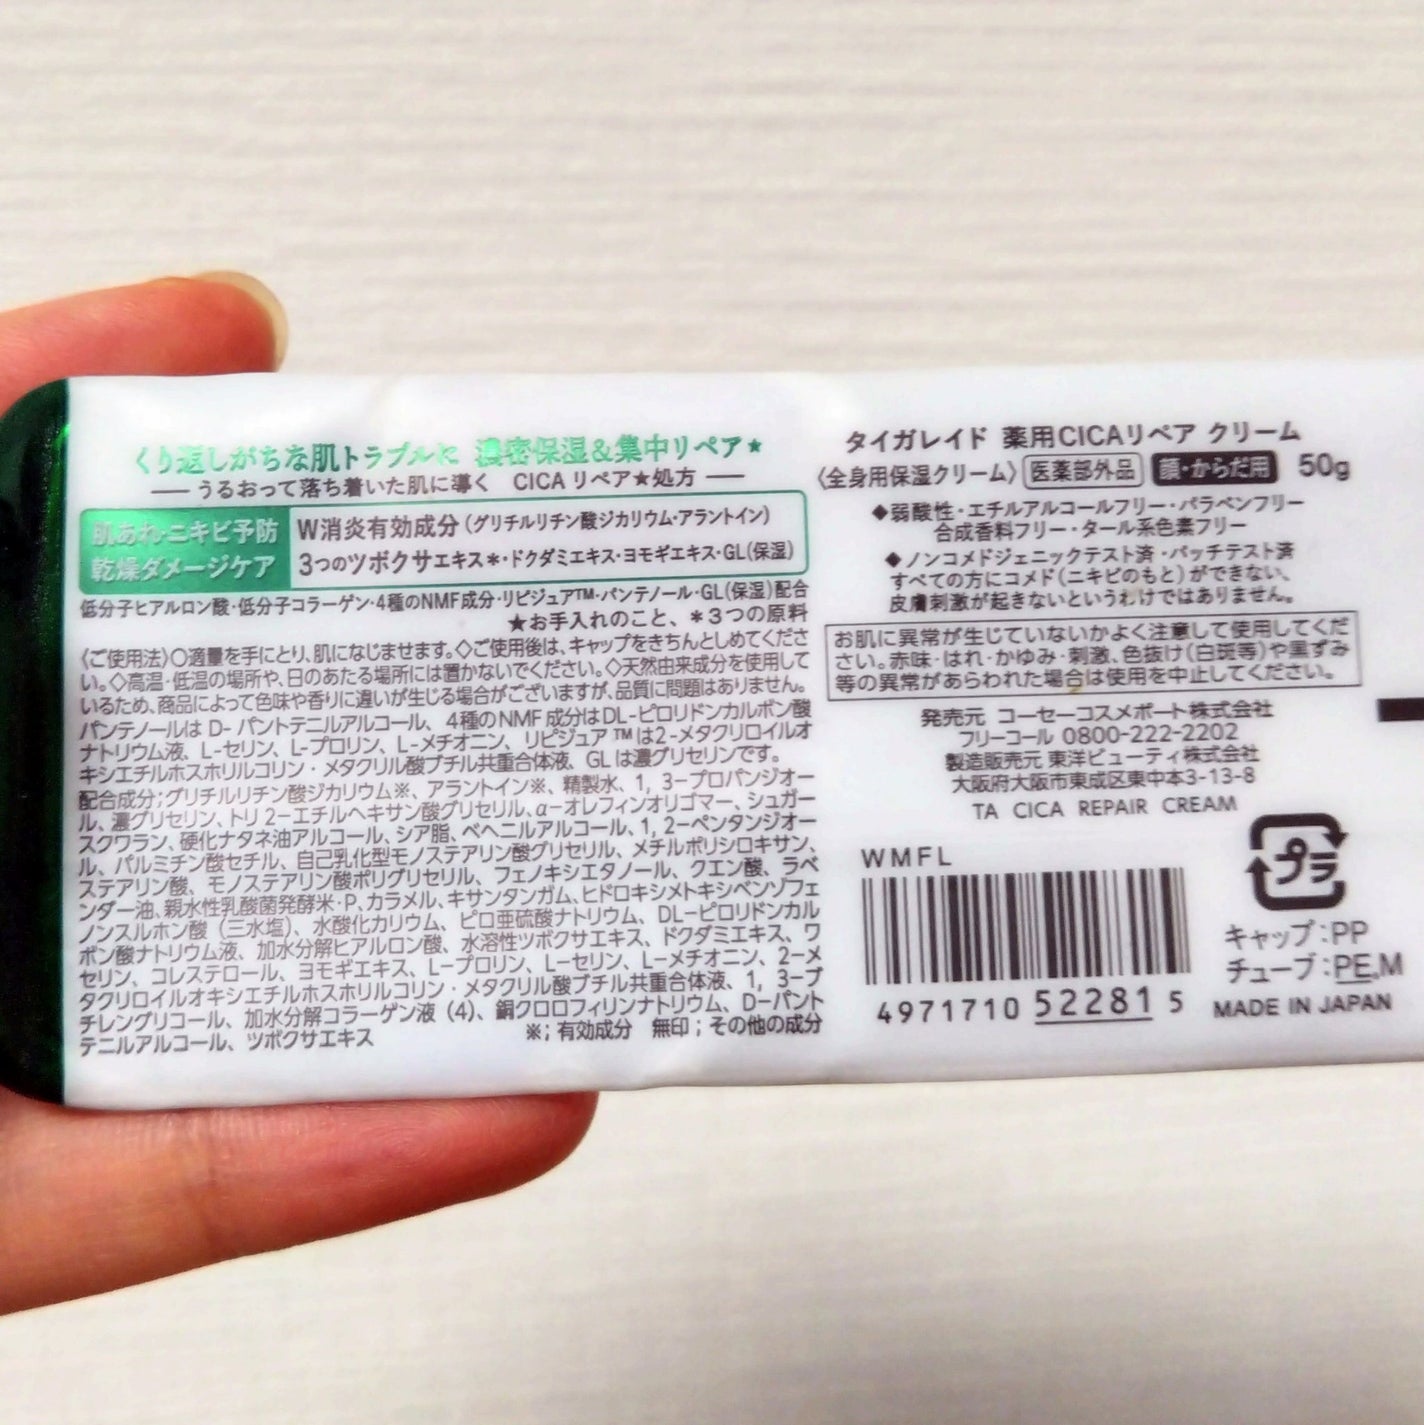 くり返しがちな肌トラブルに 濃密保湿&集中リペア★
うるおって落ち着いた肌に導く CICA リペア★処方
肌あれ・ニキビ予防
乾燥ダメージケア
W消炎有効成分(グリチルリチン酸ジカリウム・アラントイン)
3つのツボクサエキス*・ドクダミエキス・ヨモギエキス・GL(保湿)
低分子ヒアルロン酸・低分子コラーゲン・4種のNMF成分・リピジュア™・パンテノール・GL(保湿)配合
★お手入れのこと、*3つの原料
〈ご使用法〉○適量を手にとり、肌になじませます。◇ご使用後は、キャップをきちんとしめてくださ
い。◇高温・低温の場所や、日のあたる場所には置かないでください。◇天然由来成分を使用して
いるため、商品によって色味や香りに違いが生じる場合がございますが、品質に問題はありません。
パンテノールは D- パントテニルアルコール、4種のNMF成分はDL-ピロリドンカルボン酸
ナトリウム液、L-セリン、L-プロリン、L-メチオニン、リピジュア™は2-メタクリロイルオ
キシエチルホスホリルコリン・メタクリル酸ブチル共重合体液、GLは濃グリセリンです。
配合成分;グリチルリチン酸ジカリウム※、アラントイン※、精製水、1, 3-プロパンジオー
ル、濃グリセリン、トリ2-エチルヘキサン酸グリセリル、α-オレフィンオリゴマー、シュガー
スクワラン、硬化ナタネ油アルコール、シア脂、ベヘニルアルコール、1, 2-ペンタンジオー
ル、パルミチン酸セチル、自己乳化型モノステアリン酸グリセリル、メチルポリシロキサン、
ステアリン酸、モノステアリン酸ポリグリセリル、フェノキシエタノール、クエン酸、ラベ
ンダー油、親水性乳酸菌発酵米・P、カラメル、キサンタンガム、ヒドロキシメトキシベンゾフェ
ノンスルホン酸(三水塩)、水酸化カリウム、ピロ亜硫酸ナトリウム、DL-ピロリドンカル
ボン酸ナトリウム液、加水分解ヒアルロン酸、水溶性ツボクサエキス、ドクダミエキス、ワ
セリン、コレステロール、ヨモギエキス、L-プロリン、L-セリン、L-メチオニン、2-メ
タクリロイルオキシエチルホスホリルコリン・メタクリル酸ブチル共重合体液、1, 3-ブ
チレングリコール、加水分解コラーゲン液(4)、銅クロロフィリンナトリウム、D-パント
テニルアルコール、ツボクサエキス
※;有効成分 無印;その他の成分
タイガレイド 薬用CICAリペア クリーム
〈全身用保湿クリーム〉 医薬部外品 顔・からだ用 50g
◆弱酸性・エチルアルコールフリー・パラベンフリー
合成香料フリー・タール系色素フリー
◆ノンコメドジェニックテスト済・パッチテスト済
すべての方にコメド(ニキビのもと)ができない、
皮膚刺激が起きないというわけではありません。
お肌に異常が生じていないかよく注意して使用してくだ
さい。赤味・はれ・かゆみ・刺激、色抜け(白斑等)や黒ずみ
等の異常があらわれた場合は使用を中止してください。
発売元 コーセーコスメポート株式会社
フリーコール 0800-222-2202
製造販売元 東洋ビューティ株式会社
大阪府大阪市東成区東中本3-13-8
TA CICA REPAIR CREAM
WMFL
4971710 522815
プラ
キャップ:PP
チューブ:PE,M
MADE IN JAPAN